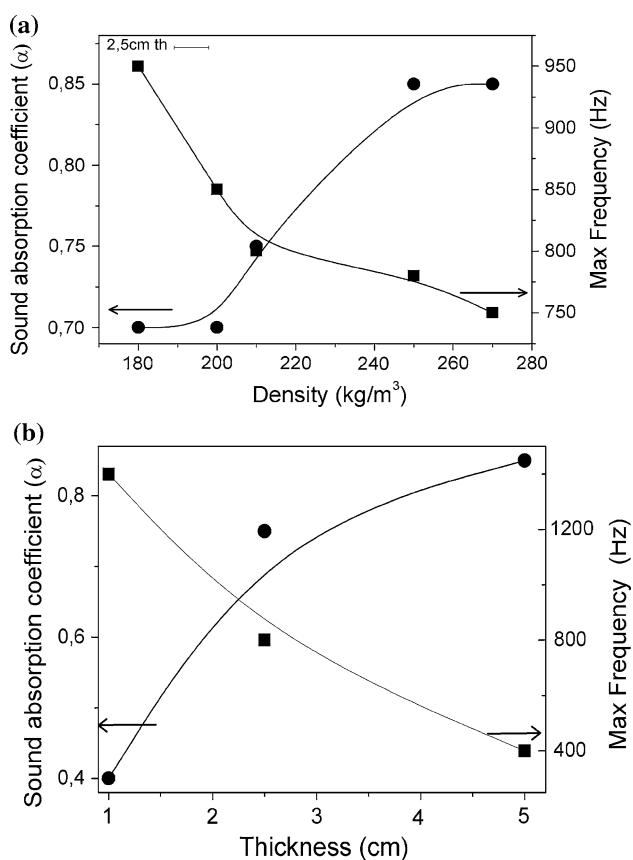 (a)
2,5cm th
Sound absorption coefficient (α)
0,85
0,80
0,75
0,70
950
900
850
800
750
Max Frequency (Hz)
180 200 220 240 260 280
Density (kg/m³)
(b)
Sound absorption coefficient (α)
0,8
0,6
0,4
1200
800
400
Max Frequency (Hz)
1 2 3 4 5
Thickness (cm)